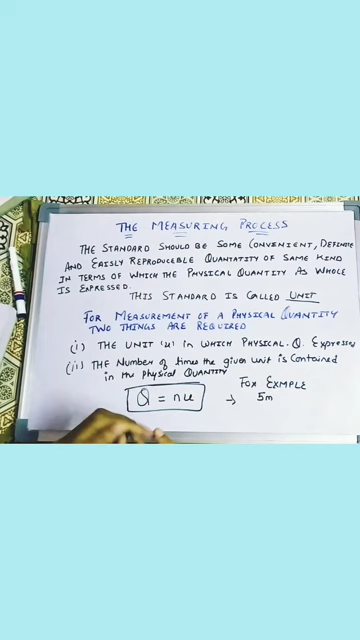 THE MEASURING PROCESS
THE STANDARD SHOULD BE SOME CONVENIENT, DEFINITE
AND EAISLY REPRODUCEBLE QUANTATITY OF SAME KIND
IN TERMS OF WHICH THE PHYSICAL QUANTITY AS WHOLE
IS EXPRESSED.
THIS STANDARD IS CALLED UNIT
FOR MEASUREMENT OF A PHYSICAL QUANTITY
TWO THINGS ARE REQUIRED
(i) THE UNIT 'u' in WHICH PHYSICAL. Q. Expressed
(ii) THE Number of times the given unit is contained
in the physical QUANTITY
FOX EXMPLE
Q = nu → 5m